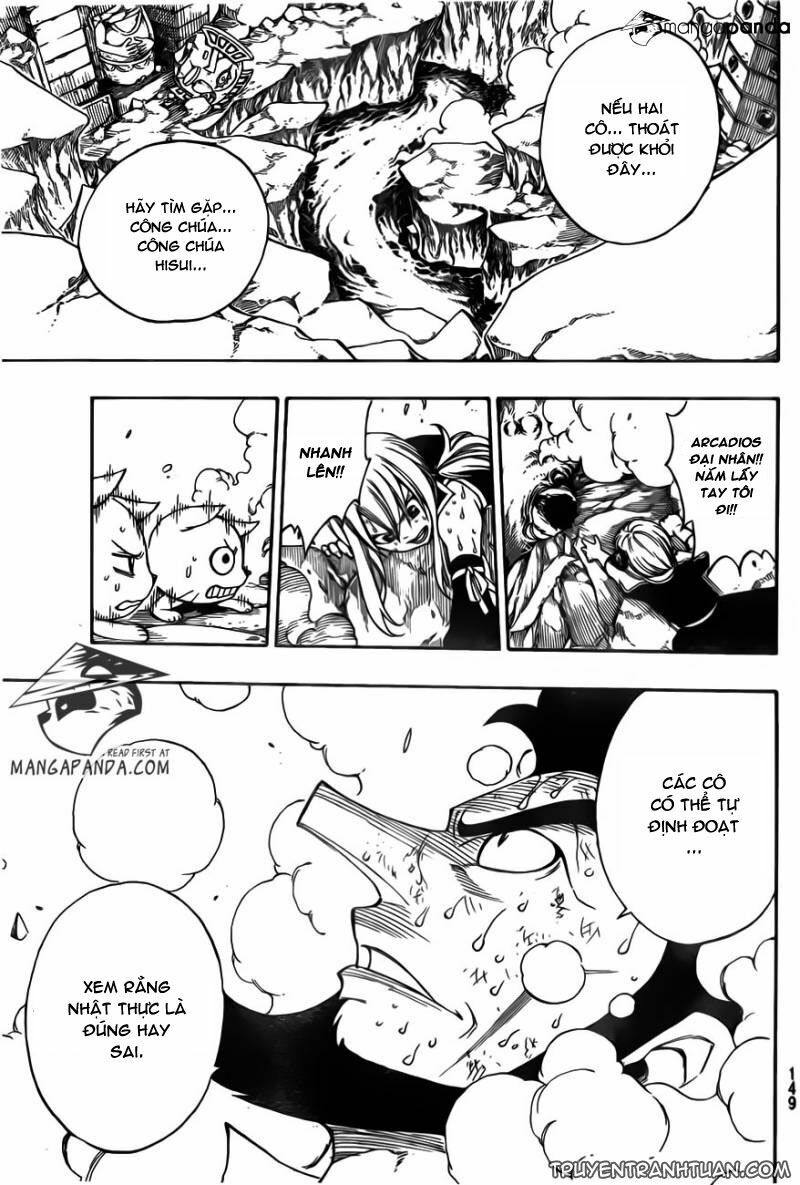 mangapanda
NẾU HAI
CÔ... THOÁT
ĐƯỢC KHỎI
ĐÂY...
HÃY TÌM GẶP...
CÔNG CHÚA...
CÔNG CHÚA
HISUI...
ARCADIOS
ĐẠI NHÂN!!
NẮM LẤY
TAY TÔI
ĐI!!
NHANH
LÊN!!
READ FIRST AT
MANGAPANDA.COM
CÁC CÔ
CÓ THỂ TỰ
ĐỊNH ĐOẠT
...
XEM RẰNG
NHẬT THỰC LÀ
ĐÚNG HAY
SAI.
149
TRUYENTRANHTUAN.COM